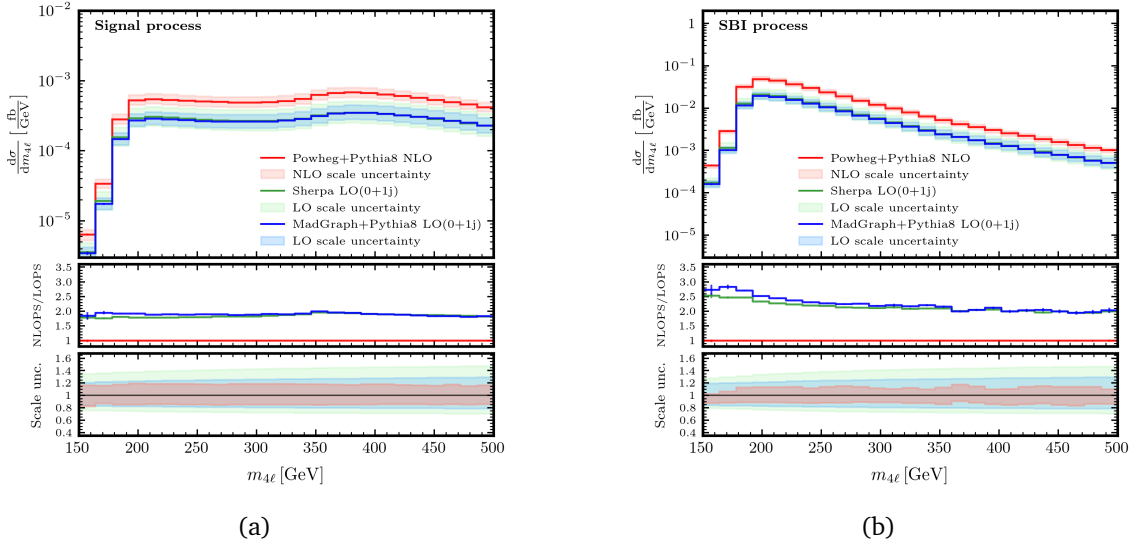 Signal process
10⁻²
10⁻³
10⁻⁴
10⁻⁵
dσ/dm4ℓ [fb/GeV]
Powheg+Pythia8 NLO
NLO scale uncertainty
Sherpa LO(0+1j)
LO scale uncertainty
MadGraph+Pythia8 LO(0+1j)
LO scale uncertainty
NLOPS/LOPS
3.5
3.0
2.5
2.0
1.5
1
Scale unc.
1.6
1.4
1.2
1.0
0.8
0.6
0.4
150 200 250 300 350 400 450 500
m4ℓ [GeV]
(a)
SBI process
10⁰
10⁻¹
10⁻²
10⁻³
10⁻⁴
10⁻⁵
dσ/dm4ℓ [fb/GeV]
Powheg+Pythia8 NLO
NLO scale uncertainty
Sherpa LO(0+1j)
LO scale uncertainty
MadGraph+Pythia8 LO(0+1j)
LO scale uncertainty
NLOPS/LOPS
3.5
3.0
2.5
2.0
1.5
1
Scale unc.
1.6
1.4
1.2
1.0
0.8
0.6
0.4
150 200 250 300 350 400 450 500
m4ℓ [GeV]
(b)